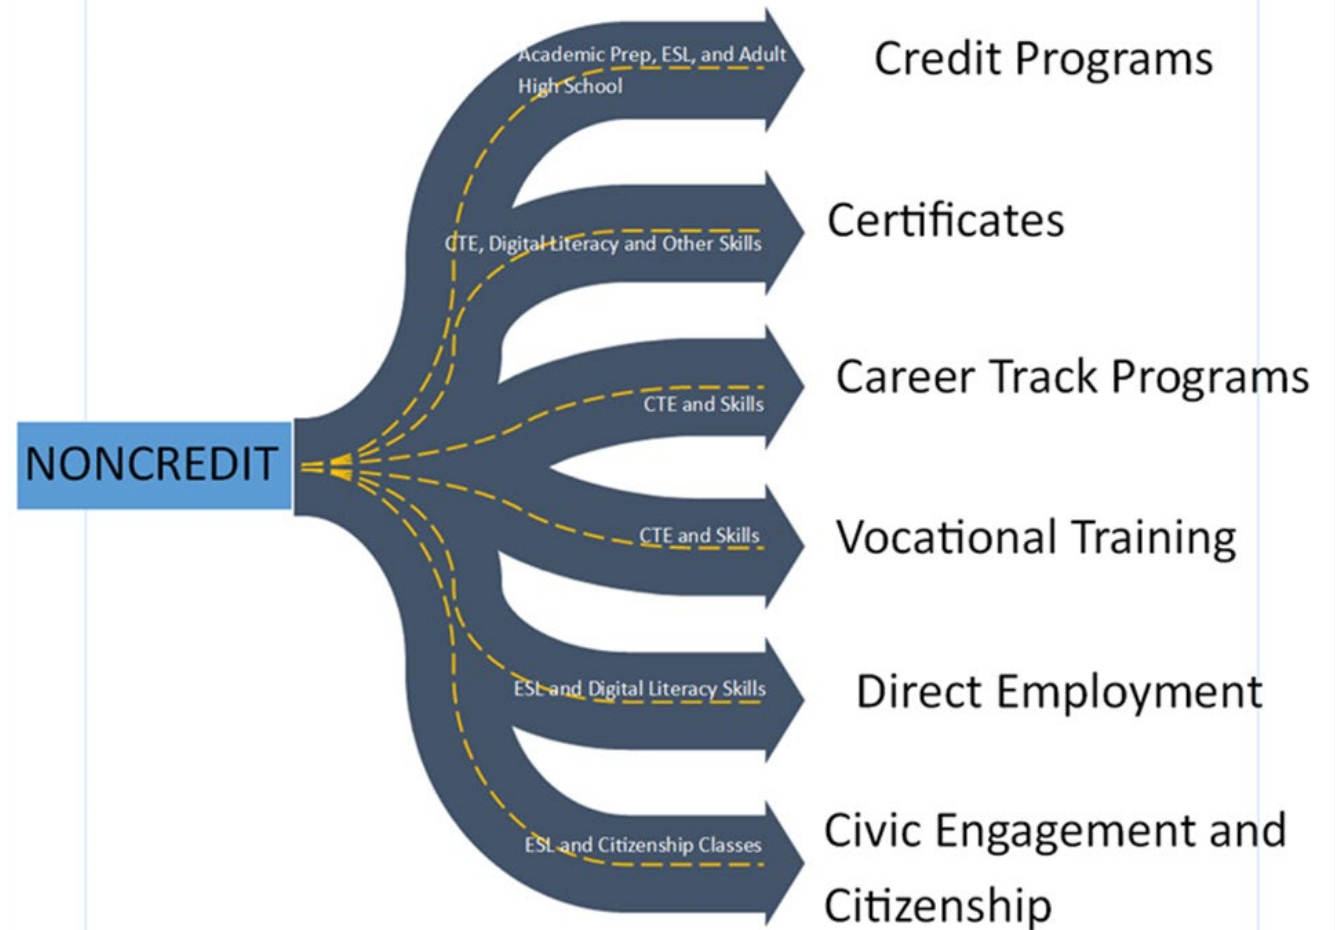 Academic Prep, ESL, and Adult
High School
Credit Programs
CTE, Digital Literacy and Other Skills
Certificates
CTE and Skills
Career Track Programs
NONCREDIT
CTE and Skills
Vocational Training
ESL and Digital Literacy Skills
Direct Employment
ESL and Citizenship Classes
Civic Engagement and
Citizenship